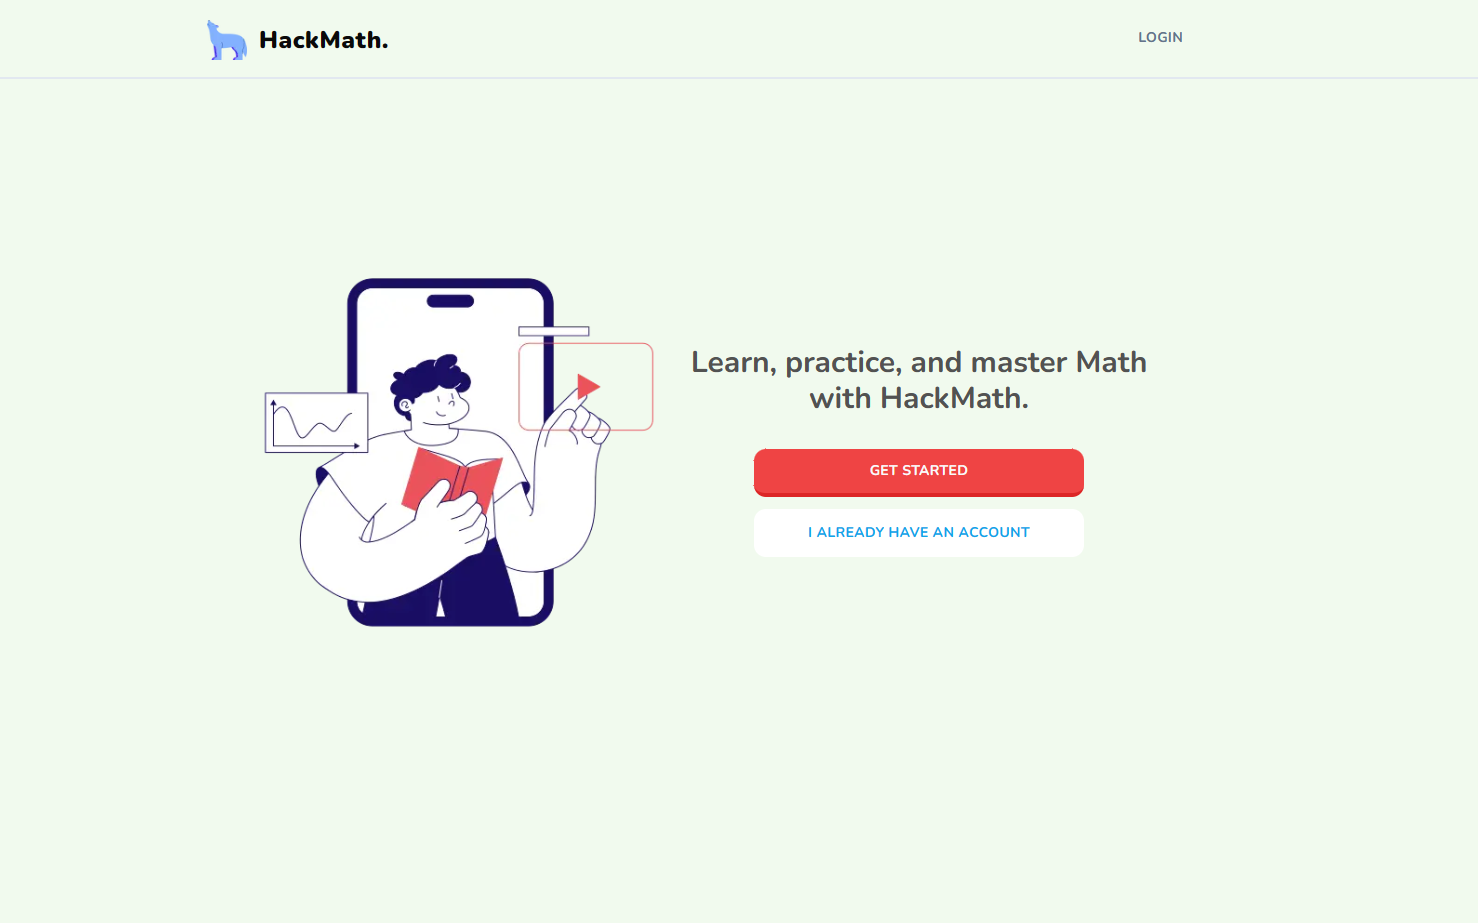 HackMath.
LOGIN
Learn, practice, and master Math
with HackMath.
GET STARTED
I ALREADY HAVE AN ACCOUNT